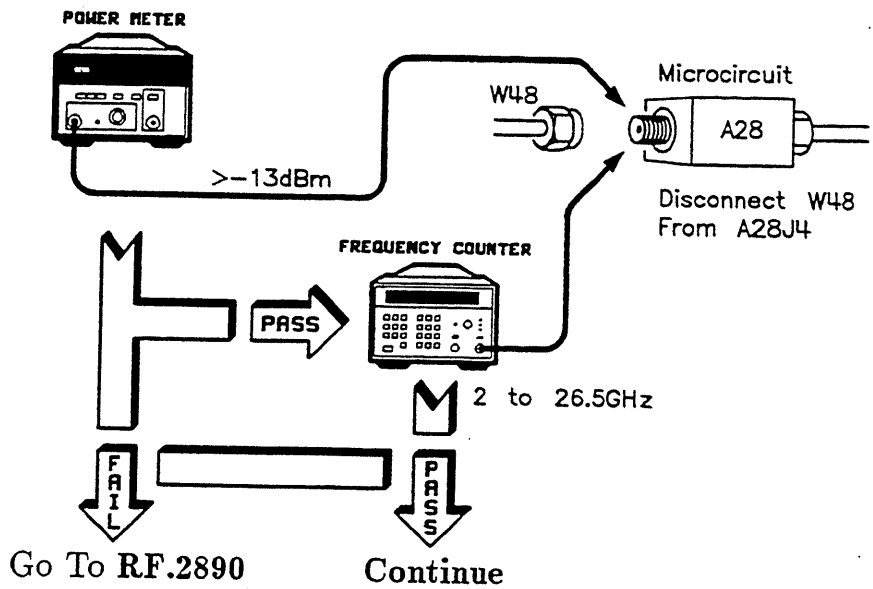 POWER METER
Microcircuit
W48
A28
>-13dBm
Disconnect W48
From A28J4
FREQUENCY COUNTER
PASS
2 to 26.5GHz
FAIL
PASS
Go To RF.2890
Continue